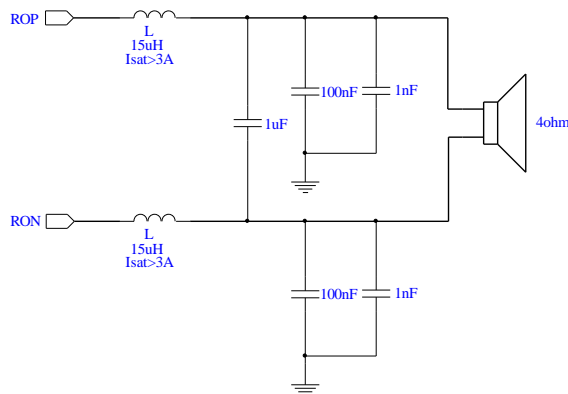 ROP
L
15uH
Isat>3A
100nF
1nF
1uF
4ohm
RON
L
15uH
Isat>3A
100nF
1nF